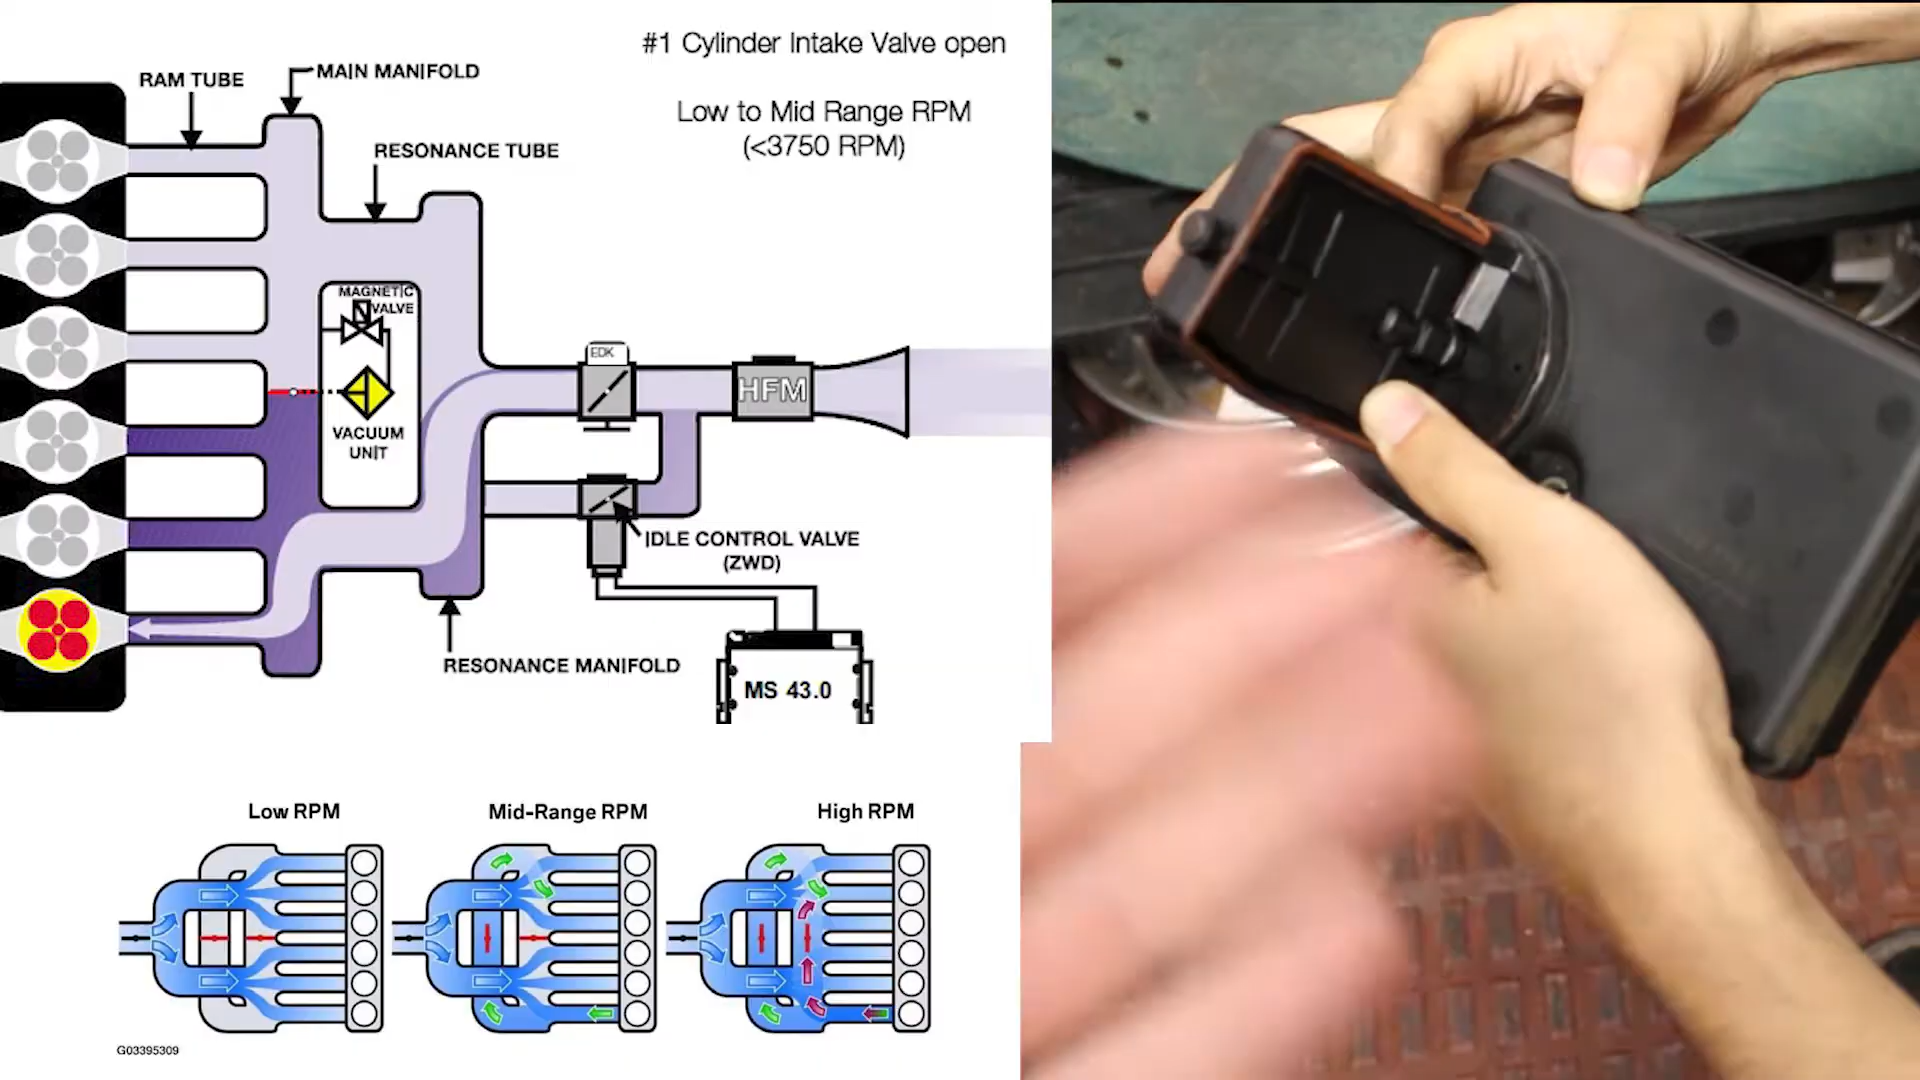 #1 Cylinder Intake Valve open
Low to Mid Range RPM
(<3750 RPM)
RAM TUBE
MAIN MANIFOLD
RESONANCE TUBE
MAGNETIC
VALVE
VACUUM
UNIT
EDK
HFM
IDLE CONTROL VALVE
(ZWD)
RESONANCE MANIFOLD
MS 43.0
Low RPM
Mid-Range RPM
High RPM
G03395309